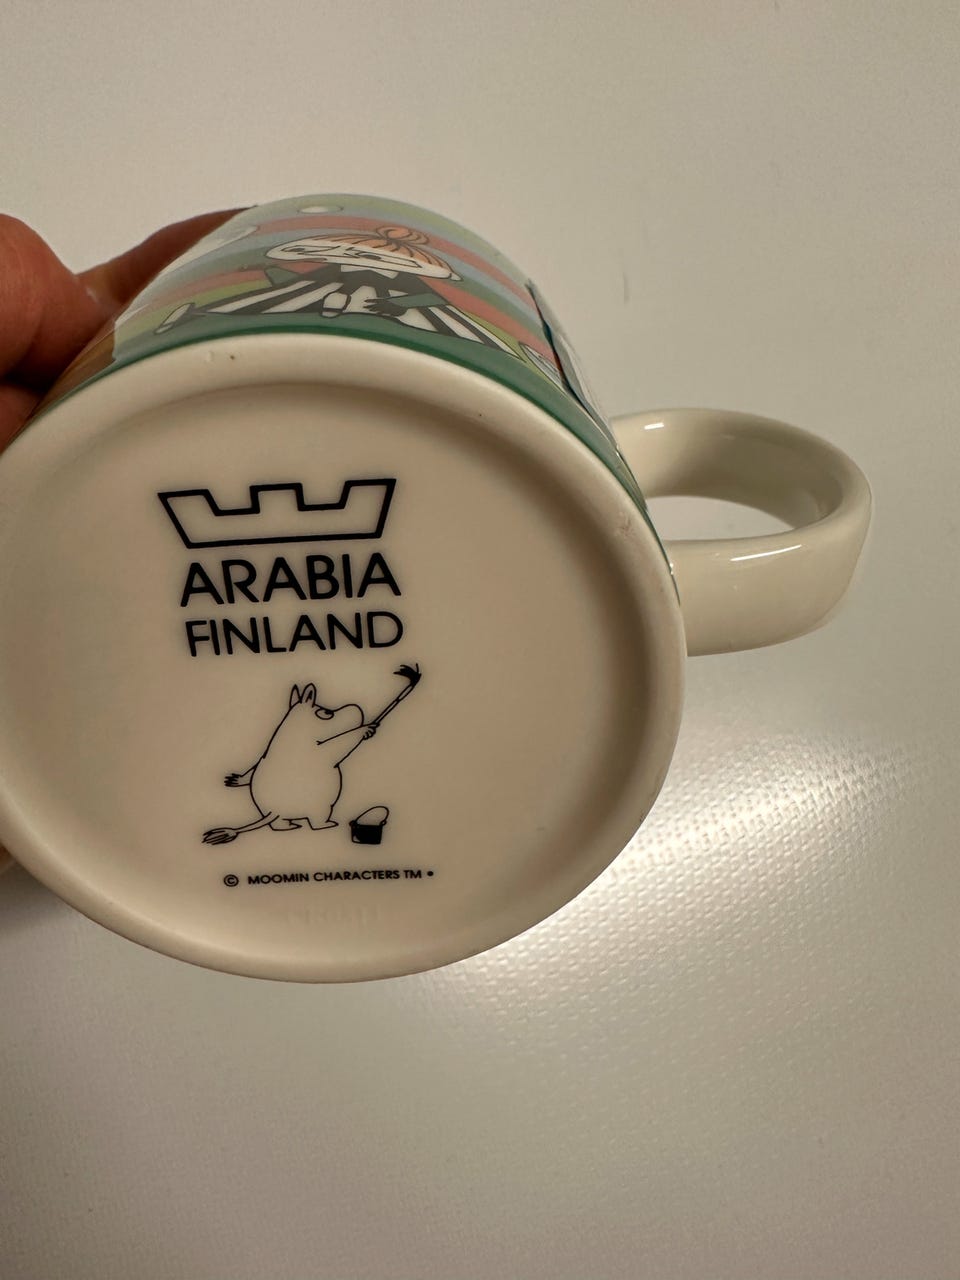 ARABIA
FINLAND
© MOOMIN CHARACTERS TM •